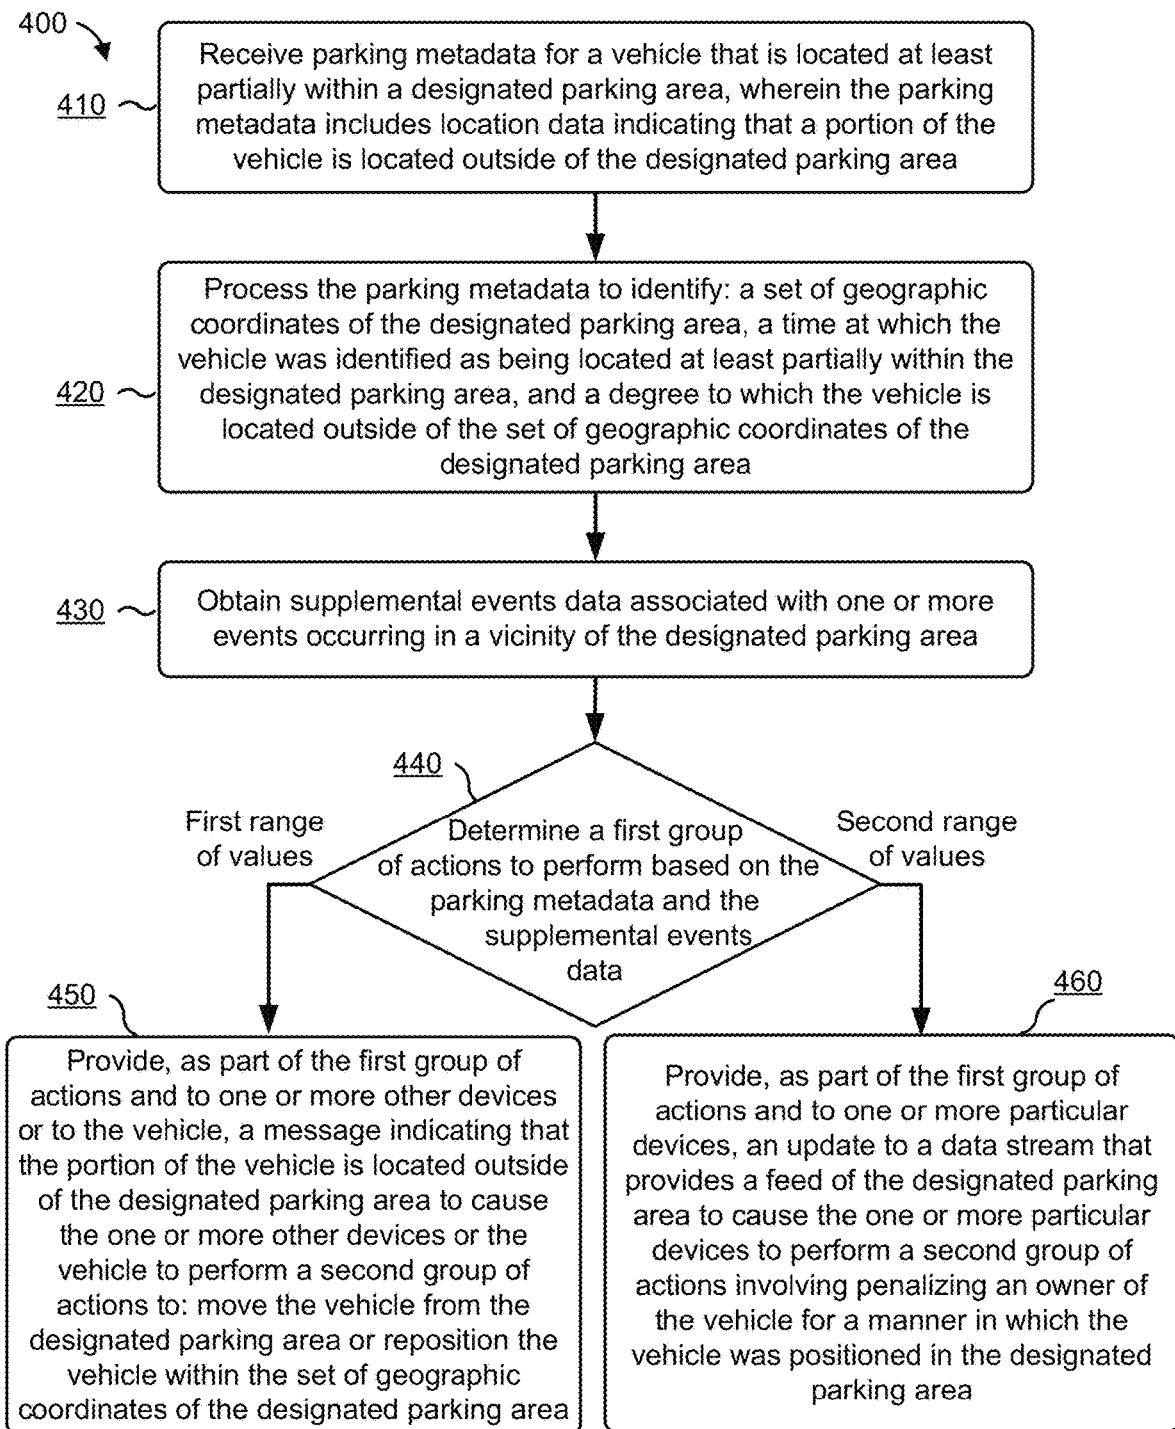 400
410
Receive parking metadata for a vehicle that is located at least
partially within a designated parking area, wherein the parking
metadata includes location data indicating that a portion of the
vehicle is located outside of the designated parking area
420
Process the parking metadata to identify: a set of geographic
coordinates of the designated parking area, a time at which the
vehicle was identified as being located at least partially within the
designated parking area, and a degree to which the vehicle is
located outside of the set of geographic coordinates of the
designated parking area
430
Obtain supplemental events data associated with one or more
events occurring in a vicinity of the designated parking area
440
Determine a first group
of actions to perform based on the
parking metadata and the
supplemental events
data
First range
of values
Second range
of values
450
Provide, as part of the first group of
actions and to one or more other devices
or to the vehicle, a message indicating that
the portion of the vehicle is located outside
of the designated parking area to cause
the one or more other devices or the
vehicle to perform a second group of
actions to: move the vehicle from the
designated parking area or reposition the
vehicle within the set of geographic
coordinates of the designated parking area
460
Provide, as part of the first group of
actions and to one or more particular
devices, an update to a data stream that
provides a feed of the designated parking
area to cause the one or more particular
devices to perform a second group of
actions involving penalizing an owner of
the vehicle for a manner in which the
vehicle was positioned in the designated
parking area